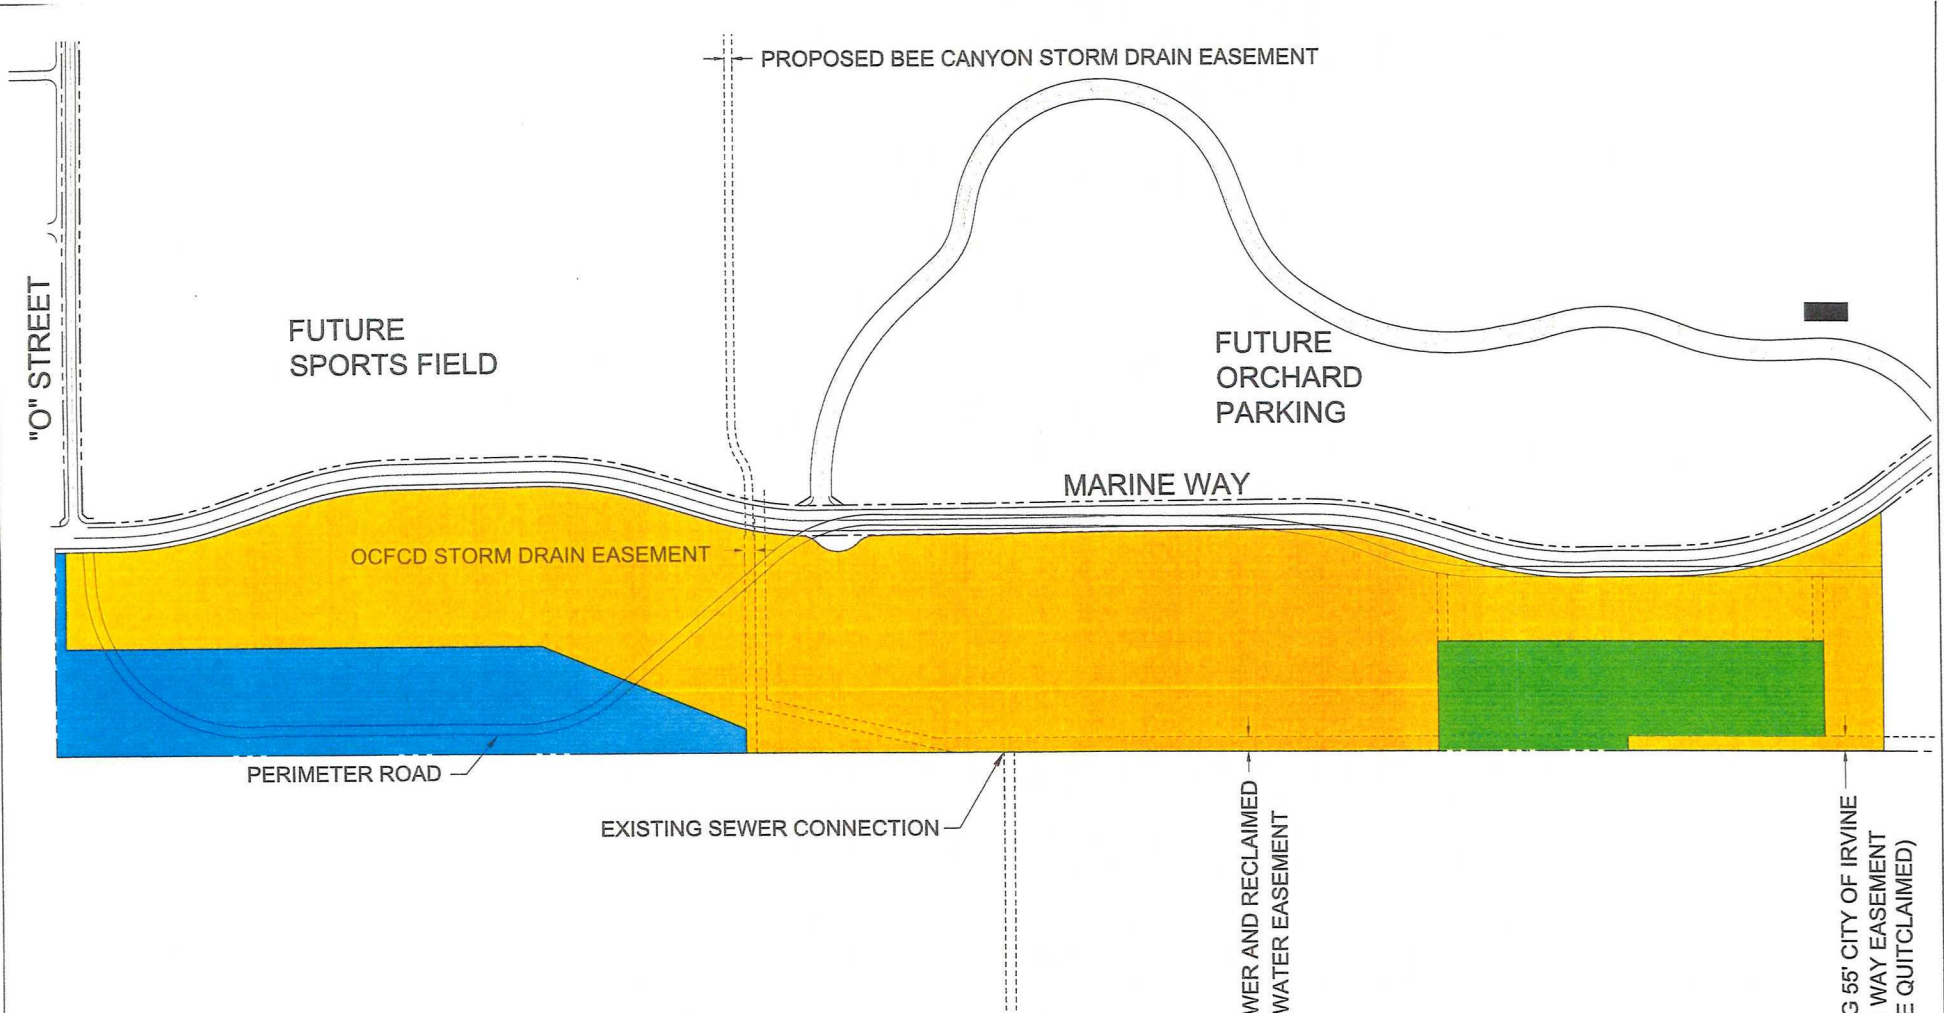 PROPOSED BEE CANYON STORM DRAIN EASEMENT
"O" STREET
FUTURE
SPORTS FIELD
FUTURE
ORCHARD
PARKING
MARINE WAY
OCFCD STORM DRAIN EASEMENT
PERIMETER ROAD
EXISTING SEWER CONNECTION
WER AND RECLAIMED
WATER EASEMENT
G 55' CITY OF IRVINE
WAY EASEMENT
E QUITCLAIMED)